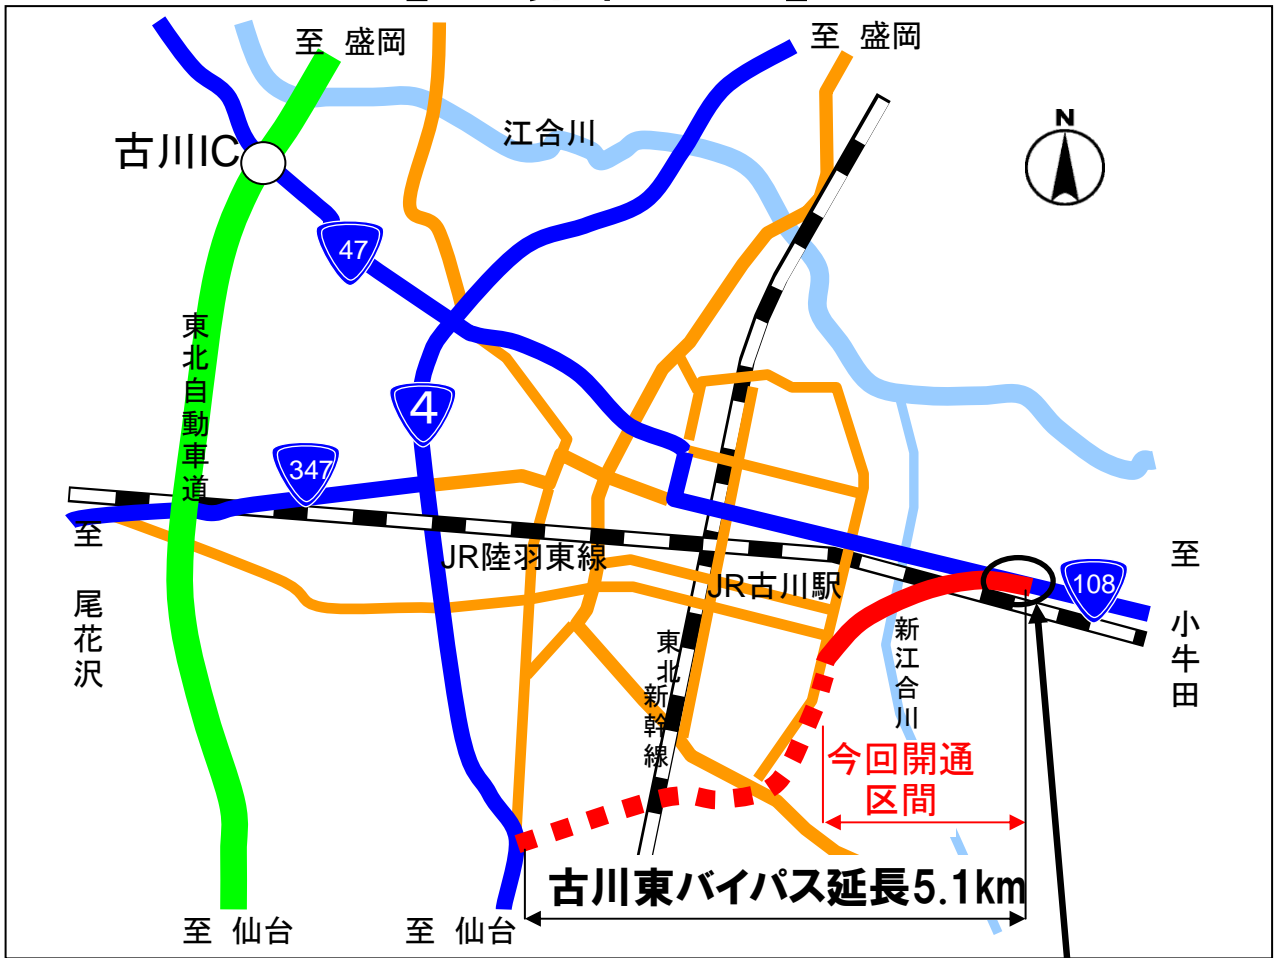 至 盛岡
至 盛岡
江合川
N
古川IC
47
東北自動車道
4
347
JR陸羽東線
JR古川駅
108
至 尾花沢
至 小牛田
東北新幹線
新江合川
今回開通
区間
古川東バイパス延長5.1km
至 仙台
至 仙台